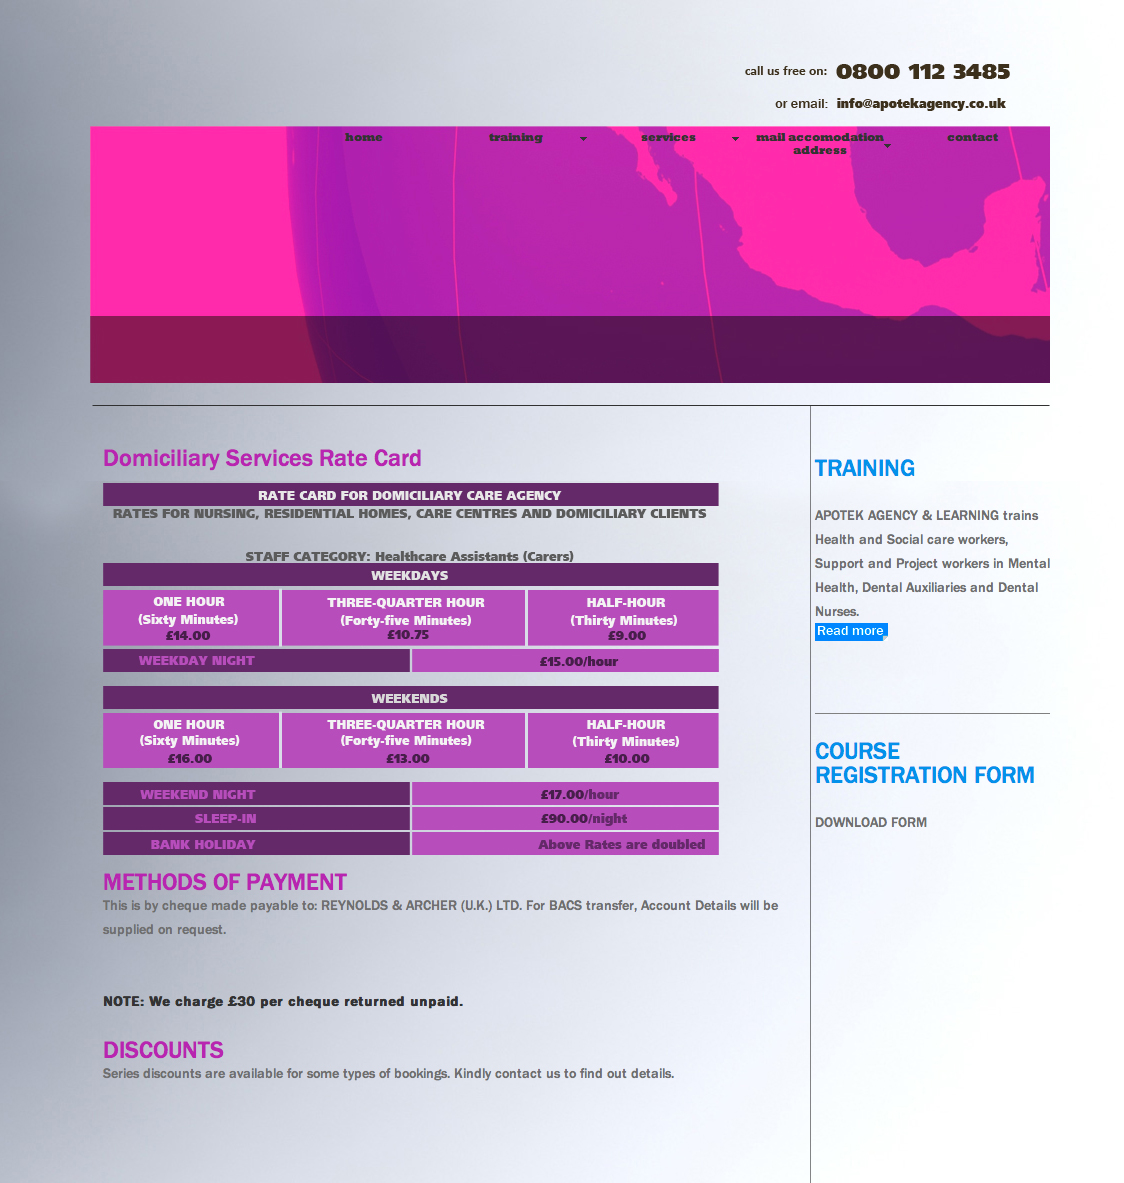 call us free on: 0800 112 3485
or email: info@apotekagency.co.uk
home training services mail accomodation address contact
Domiciliary Services Rate Card
RATE CARD FOR DOMICILIARY CARE AGENCY
RATES FOR NURSING, RESIDENTIAL HOMES, CARE CENTRES AND DOMICILIARY CLIENTS
STAFF CATEGORY: Healthcare Assistants (Carers)
WEEKDAYS
ONE HOUR
(Sixty Minutes)
£14.00
THREE-QUARTER HOUR
(Forty-five Minutes)
£10.75
HALF-HOUR
(Thirty Minutes)
£9.00
WEEKDAY NIGHT £15.00/hour
WEEKENDS
ONE HOUR
(Sixty Minutes)
£16.00
THREE-QUARTER HOUR
(Forty-five Minutes)
£13.00
HALF-HOUR
(Thirty Minutes)
£10.00
WEEKEND NIGHT £17.00/hour
SLEEP-IN £90.00/night
BANK HOLIDAY Above Rates are doubled
METHODS OF PAYMENT
This is by cheque made payable to: REYNOLDS & ARCHER (U.K.) LTD. For BACS transfer, Account Details will be
supplied on request.
NOTE: We charge £30 per cheque returned unpaid.
DISCOUNTS
Series discounts are available for some types of bookings. Kindly contact us to find out details.
TRAINING
APOTEK AGENCY & LEARNING trains
Health and Social care workers,
Support and Project workers in Mental
Health, Dental Auxiliaries and Dental
Nurses.
Read more
COURSE
REGISTRATION FORM
DOWNLOAD FORM